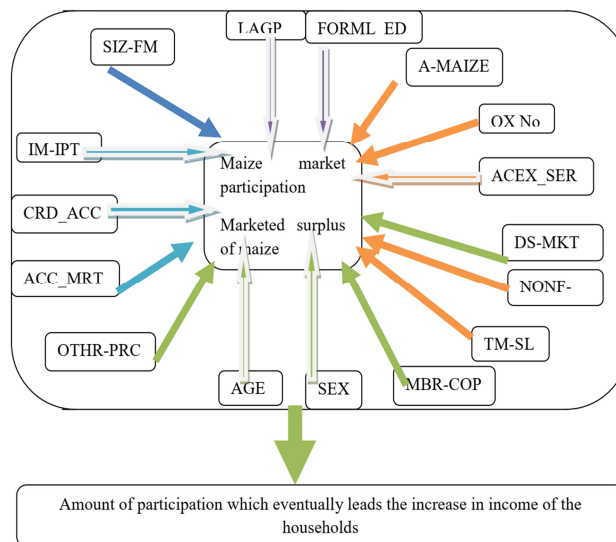 LAGP
FORML_ED
SIZ-FM
A-MAIZE
OX No
IM-IPT
Maize market
participation
ACEX_SER
CRD_ACC
Marketed surplus
of maize
DS-MKT
ACC_MRT
NONF-
OTHR-PRC
TM-SL
AGE
SEX
MBR-COP
Amount of participation which eventually leads the increase in income of the
households